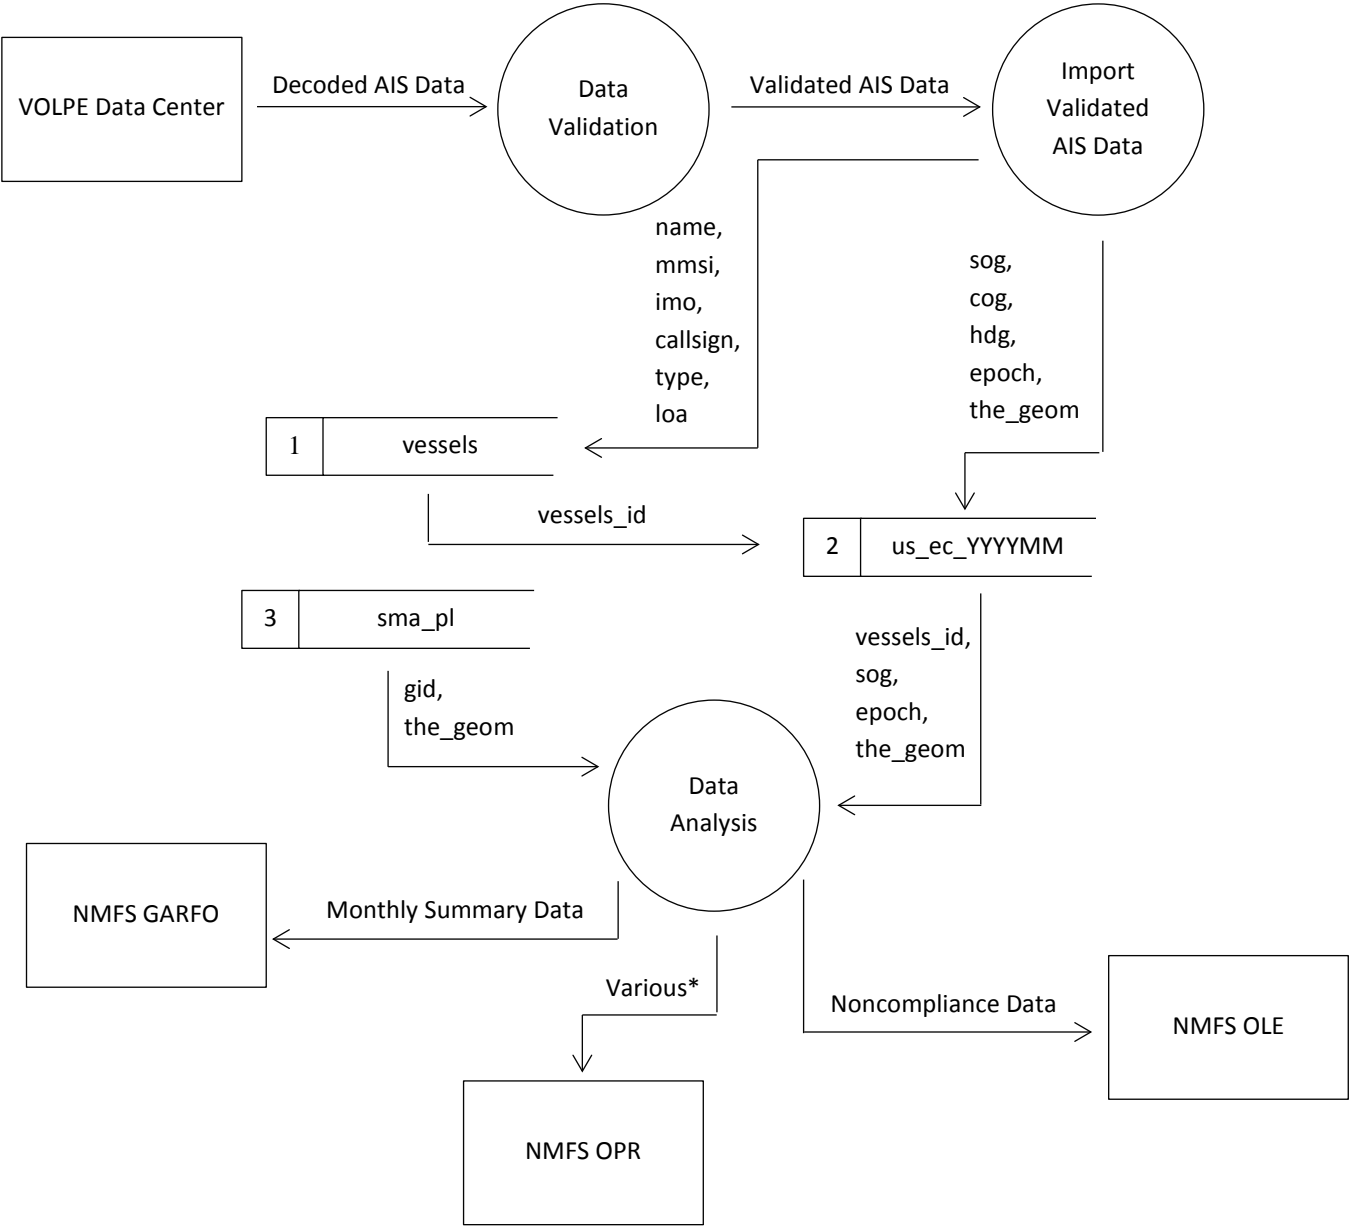 VOLPE Data Center
Decoded AIS Data
Data
Validation
Validated AIS Data
Import
Validated
AIS Data
name,
mmsi,
imo,
callsign,
type,
loa
sog,
cog,
hdg,
epoch,
the_geom
1
vessels
vessels_id
2
us_ec_YYYYMM
3
sma_pl
gid,
the_geom
vessels_id,
sog,
epoch,
the_geom
Data
Analysis
NMFS GARFO
Monthly Summary Data
Various*
Noncompliance Data
NMFS OLE
NMFS OPR